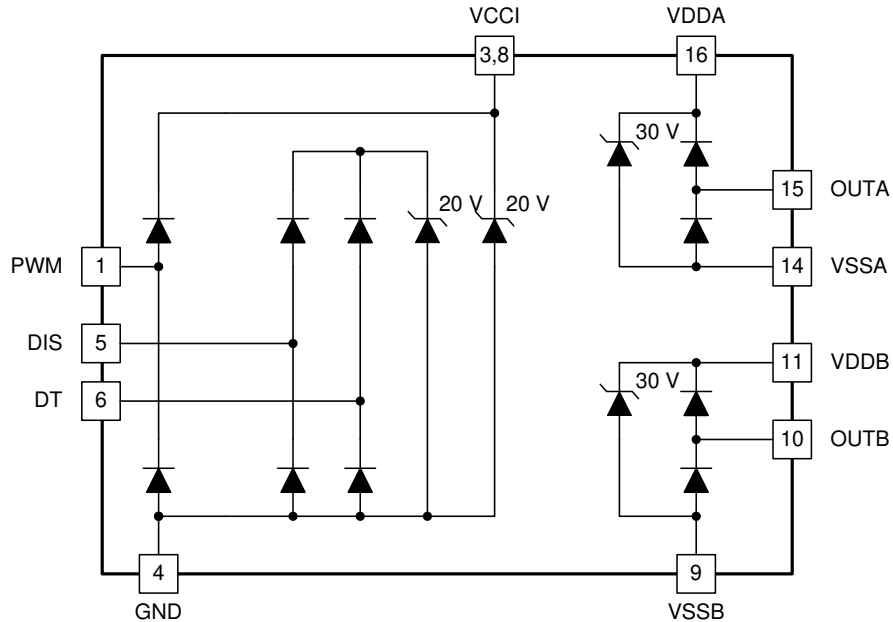 VCCI
VDDA
3,8
16
30 V
15
OUTA
20 V
20 V
PWM
1
14
VSSA
DIS
5
11
VDDB
30 V
DT
6
10
OUTB
4
9
GND
VSSB